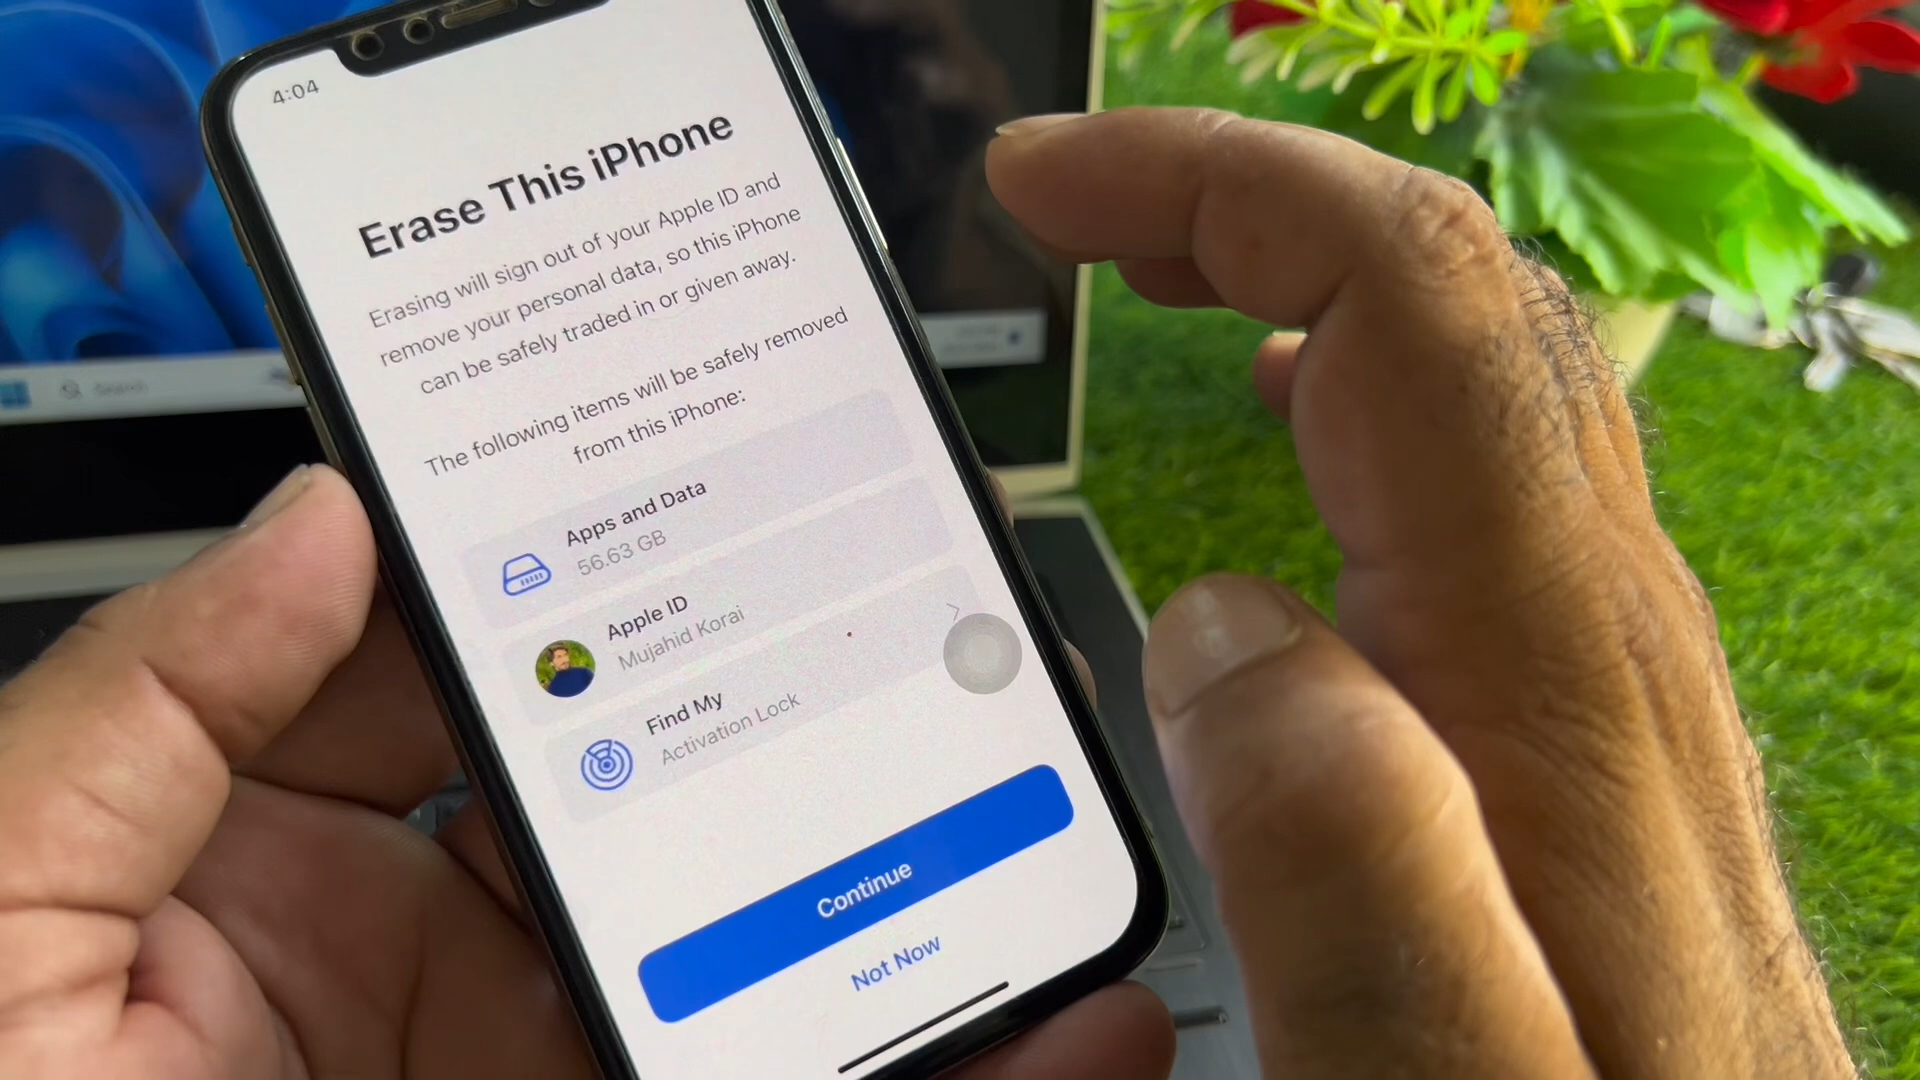 4:04
Erase This iPhone
Erasing will sign out of your Apple ID and
remove your personal data, so this iPhone
can be safely traded in or given away.
The following items will be safely removed
from this iPhone:
Apps and Data
56.63 GB
Apple ID
Mujahid Korai
Find My
Activation Lock
Continue
Not Now
Search